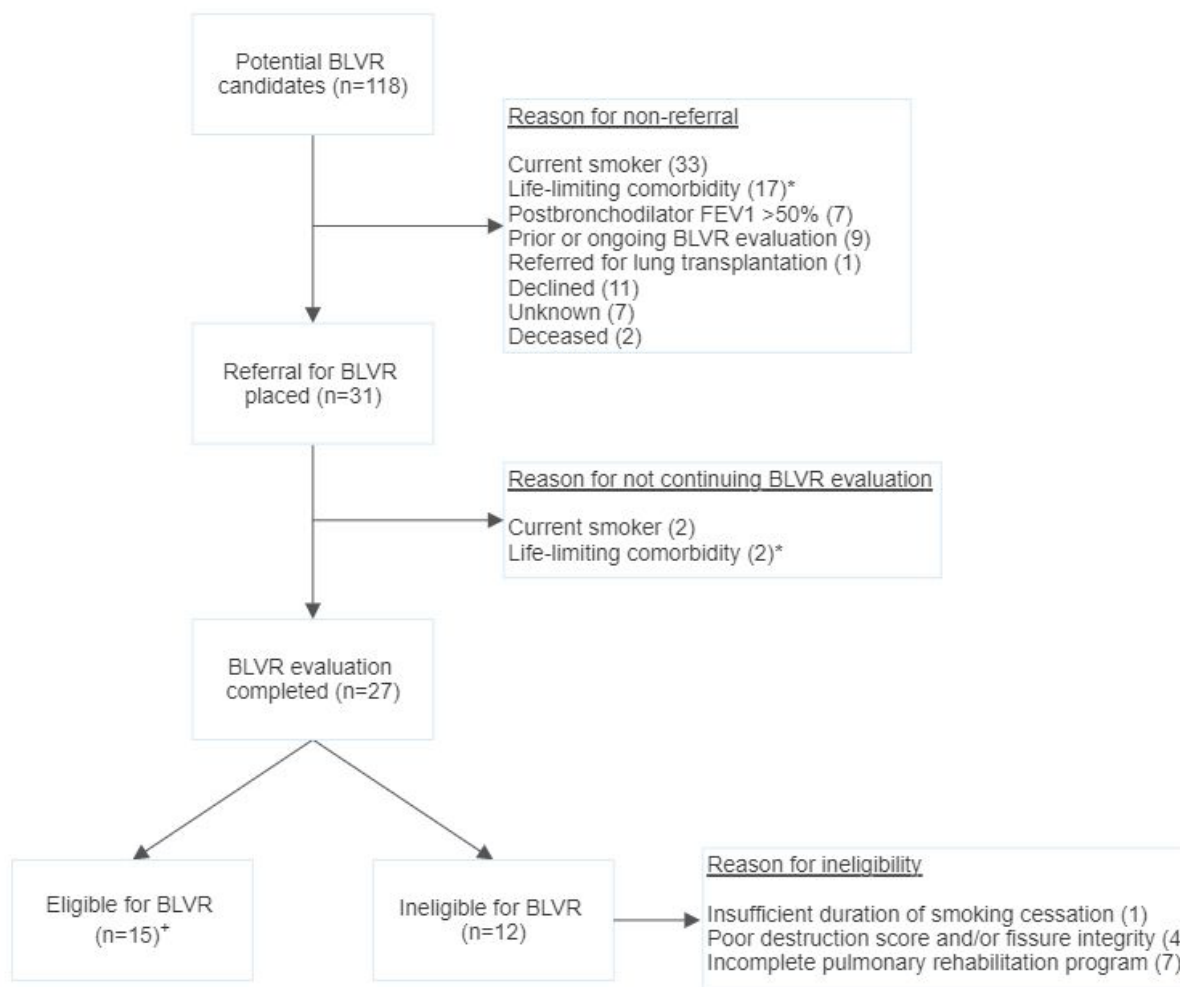 Potential BLVR
candidates (n=118)
Reason for non-referral
Current smoker (33)
Life-limiting comorbidity (17)*
Postbronchodilator FEV1 >50% (7)
Prior or ongoing BLVR evaluation (9)
Referred for lung transplantation (1)
Declined (11)
Unknown (7)
Deceased (2)
Referral for BLVR
placed (n=31)
Reason for not continuing BLVR evaluation
Current smoker (2)
Life-limiting comorbidity (2)*
BLVR evaluation
completed (n=27)
Eligible for BLVR
(n=15)+
Ineligible for BLVR
(n=12)
Reason for ineligibility
Insufficient duration of smoking cessation (1)
Poor destruction score and/or fissure integrity (4
Incomplete pulmonary rehabilitation program (7)